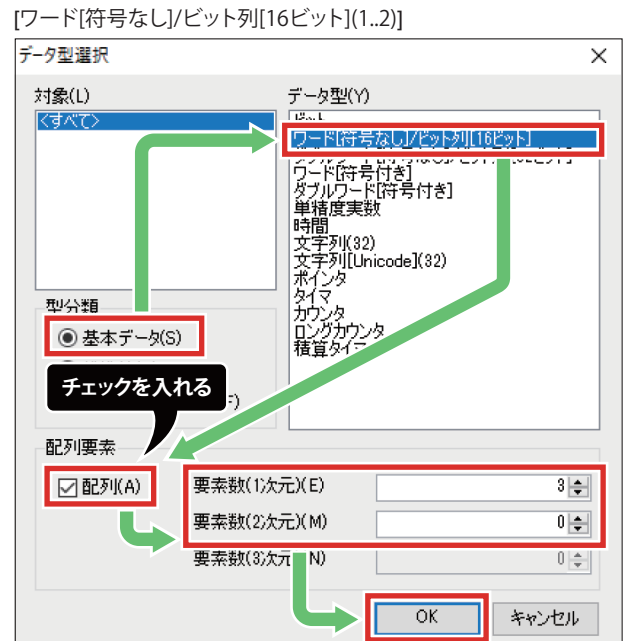 [ワード[符号なし]/ビット列[16ビット](1..2)]
データ型選択
対象(L)
<すべて>
データ型(Y)
ワード[符号なし]/ビット列[16ビット]
ワード[符号付き]
ダブルワード[符号付き]
単精度実数
時間
文字列(32)
文字列[Unicode](32)
ポインタ
タイマ
カウンタ
ロングカウンタ
積算タイマ
型分類
基本データ(S)
チェックを入れる
配列要素
配列(A)
要素数(1次元)(E) 3
要素数(2次元)(M) 0
要素数(3次元 N) 0
OK キャンセル